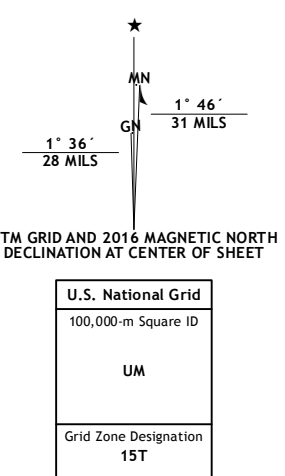 ★
MN
1° 46´
31 MILS
GN
1° 36´
28 MILS
TM GRID AND 2016 MAGNETIC NORTH
DECLINATION AT CENTER OF SHEET
U.S. National Grid
100,000-m Square ID
UM
Grid Zone Designation
15T